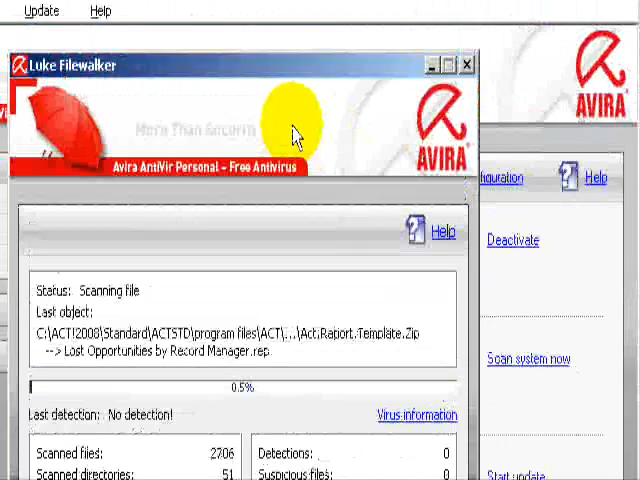 Update Help
Luke Filewalker
AVIRA
More Than Security
AVIRA
Avira AntiVir Personal - Free Antivirus
figuration Help
Help
Deactivate
Status: Scanning file
Last object:
C:\ACT!2008\Standard\ACTSTD\program files\ACT\...\Act.Raport.Template.Zip
--> Lost Opportunities by Record Manager.rep
Scan system now
0.5%
Last detection: No detection! Virus information
Scanned files: 2706 Detections: 0
Scanned directories: 51 Suspicious files: 0
Start update